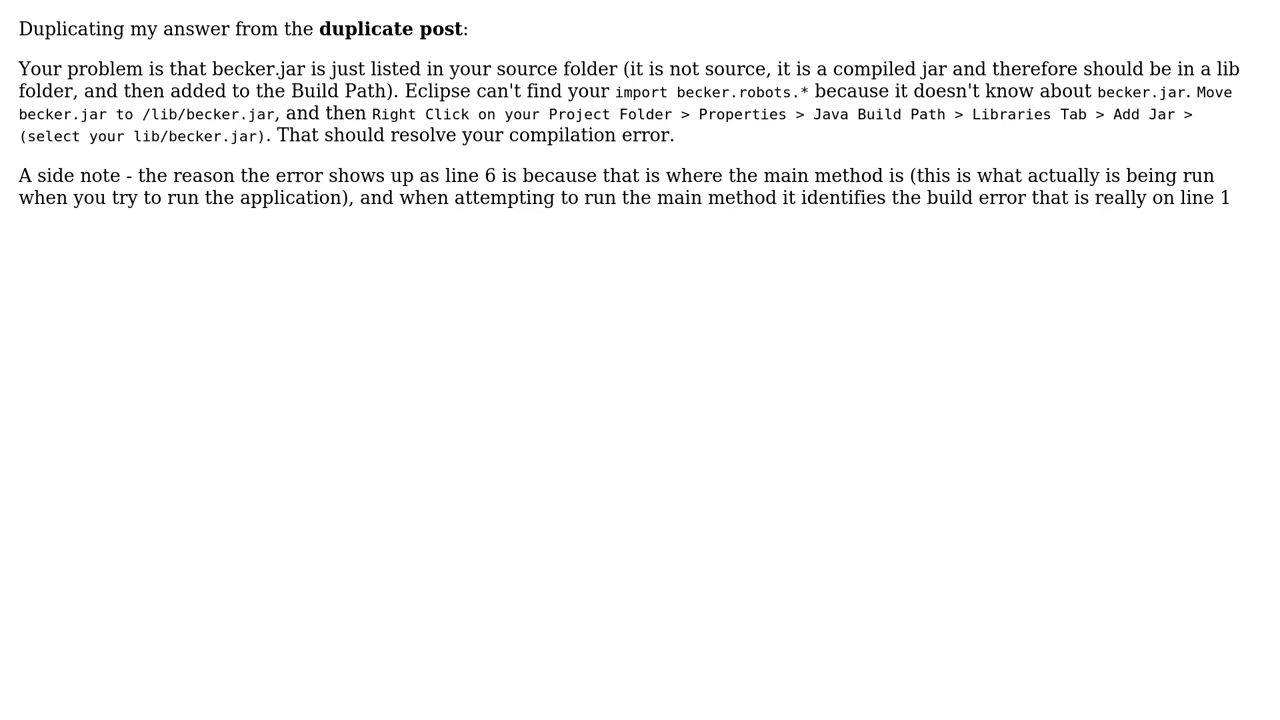 Duplicating my answer from the duplicate post:
Your problem is that becker.jar is just listed in your source folder (it is not source, it is a compiled jar and therefore should be in a lib
folder, and then added to the Build Path). Eclipse can't find your import becker.robots.* because it doesn't know about becker.jar. Move
becker.jar to /lib/becker.jar, and then Right Click on your Project Folder > Properties > Java Build Path > Libraries Tab > Add Jar >
(select your lib/becker.jar). That should resolve your compilation error.
A side note - the reason the error shows up as line 6 is because that is where the main method is (this is what actually is being run
when you try to run the application), and when attempting to run the main method it identifies the build error that is really on line 1